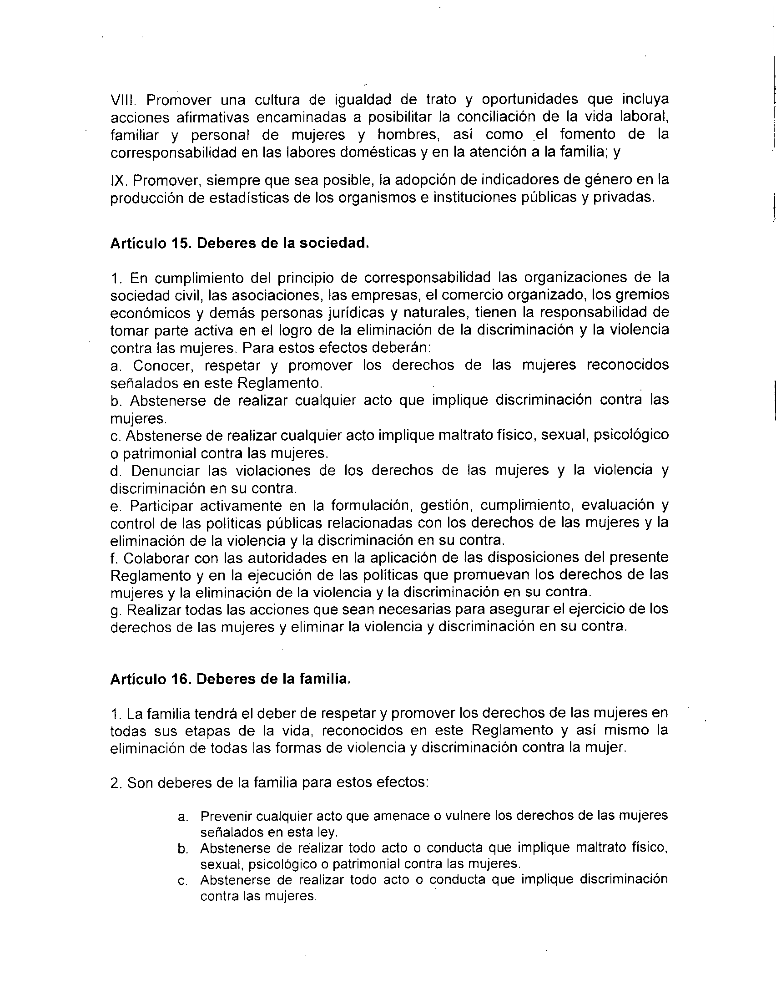 VIII. Promover una cultura de igualdad de trato y oportunidades que incluya
acciones afirmativas encaminadas a posibilitar la conciliación de la vida laboral,
familiar y personal de mujeres y hombres, así como el fomento de la
corresponsabilidad en las labores domésticas y en la atención a la familia; y
IX. Promover, siempre que sea posible, la adopción de indicadores de género en la
producción de estadísticas de los organismos e instituciones públicas y privadas.
Artículo 15. Deberes de la sociedad.
1. En cumplimiento del principio de corresponsabilidad las organizaciones de la
sociedad civil, las asociaciones, las empresas, el comercio organizado, los gremios
económicos y demás personas jurídicas y naturales, tienen la responsabilidad de
tomar parte activa en el logro de la eliminación de la discriminación y la violencia
contra las mujeres. Para estos efectos deberán:
a. Conocer, respetar y promover los derechos de las mujeres reconocidos
señalados en este Reglamento.
b. Abstenerse de realizar cualquier acto que implique discriminación contra las
mujeres.
c. Abstenerse de realizar cualquier acto implique maltrato físico, sexual, psicológico
o patrimonial contra las mujeres.
d. Denunciar las violaciones de los derechos de las mujeres y la violencia y
discriminación en su contra.
e. Participar activamente en la formulación, gestión, cumplimiento, evaluación y
control de las políticas públicas relacionadas con los derechos de las mujeres y la
eliminación de la violencia y la discriminación en su contra.
f. Colaborar con las autoridades en la aplicación de las disposiciones del presente
Reglamento y en la ejecución de las políticas que promuevan los derechos de las
mujeres y la eliminación de la violencia y la discriminación en su contra.
g. Realizar todas las acciones que sean necesarias para asegurar el ejercicio de los
derechos de las mujeres y eliminar la violencia y discriminación en su contra.
Artículo 16. Deberes de la familia.
1. La familia tendrá el deber de respetar y promover los derechos de las mujeres en
todas sus etapas de la vida, reconocidos en este Reglamento y así mismo la
eliminación de todas las formas de violencia y discriminación contra la mujer.
2. Son deberes de la familia para estos efectos:
a. Prevenir cualquier acto que amenace o vulnere los derechos de las mujeres
señalados en esta ley.
b. Abstenerse de realizar todo acto o conducta que implique maltrato físico,
sexual, psicológico o patrimonial contra las mujeres.
c. Abstenerse de realizar todo acto o conducta que implique discriminación
contra las mujeres.